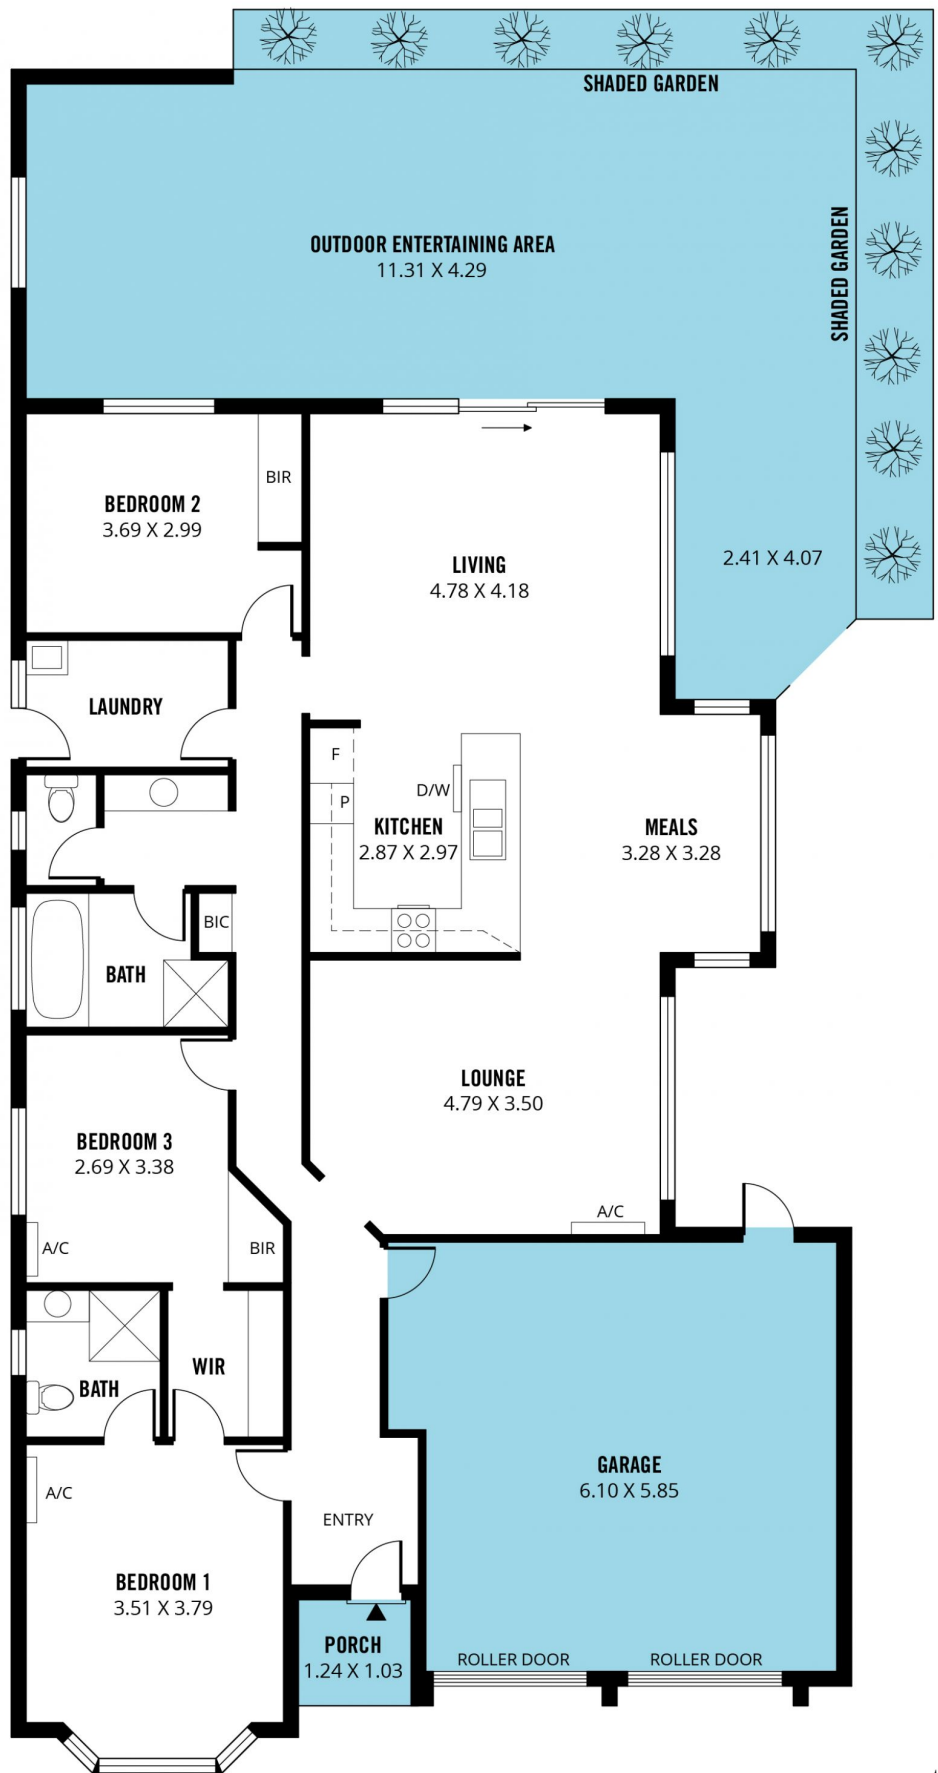 SHADED GARDEN
SHADED GARDEN
OUTDOOR ENTERTAINING AREA
11.31 X 4.29
BIR
BEDROOM 2
3.69 X 2.99
LIVING
4.78 X 4.18
2.41 X 4.07
LAUNDRY
F
P
D/W
KITCHEN
2.87 X 2.97
MEALS
3.28 X 3.28
BIC
BATH
LOUNGE
4.79 X 3.50
BEDROOM 3
2.69 X 3.38
A/C
A/C
BIR
WIR
BATH
GARAGE
6.10 X 5.85
A/C
ENTRY
BEDROOM 1
3.51 X 3.79
PORCH
1.24 X 1.03
ROLLER DOOR
ROLLER DOOR